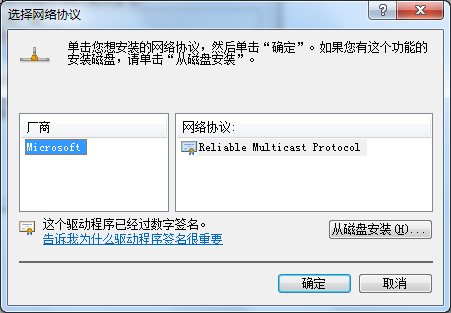 选择网络协议
单击您想安装的网络协议，然后单击“确定”。如果您有这个功能的
安装磁盘，请单击“从磁盘安装”。
厂商
Microsoft
网络协议:
Reliable Multicast Protocol
这个驱动程序已经过数字签名。
告诉我为什么驱动程序签名很重要
从磁盘安装(H)...
确定
取消